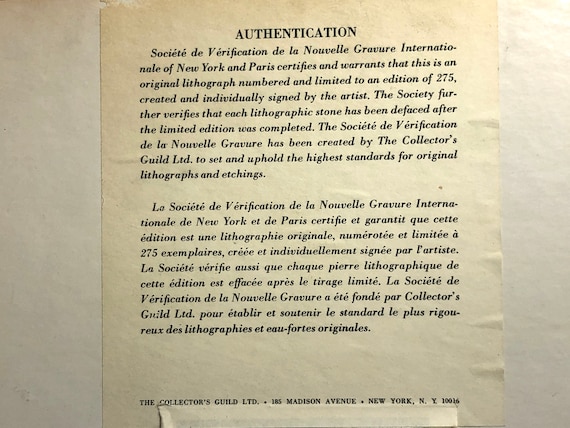 AUTHENTICATION
Société de Vérification de la Nouvelle Gravure Internatio-
nale of New York and Paris certifies and warrants that this is an
original lithograph numbered and limited to an edition of 275,
created and individually signed by the artist. The Society fur-
ther verifies that each lithographic stone has been defaced after
the limited edition was completed. The Société de Vérification
de la Nouvelle Gravure has been created by The Collector's
Guild Ltd. to set and uphold the highest standards for original
lithographs and etchings.
La Société de Vérification de la Nouvelle Gravure Interna-
tionale de New York et de Paris certifie et garantit que cette
édition est une lithographie originale, numérotée et limitée à
275 exemplaires, créée et individuellement signée par l'artiste.
La Société vérifie aussi que chaque pierre lithographique de
cette édition est effacée après le tirage limité. La Société de
Vérification de la Nouvelle Gravure a été fondé par Collector's
Guild Ltd. pour établir et soutenir le standard le plus rigou-
reux des lithographies et eau-fortes originales.
THE COLLECTOR'S GUILD LTD. • 185 MADISON AVENUE • NEW YORK, N. Y. 10016